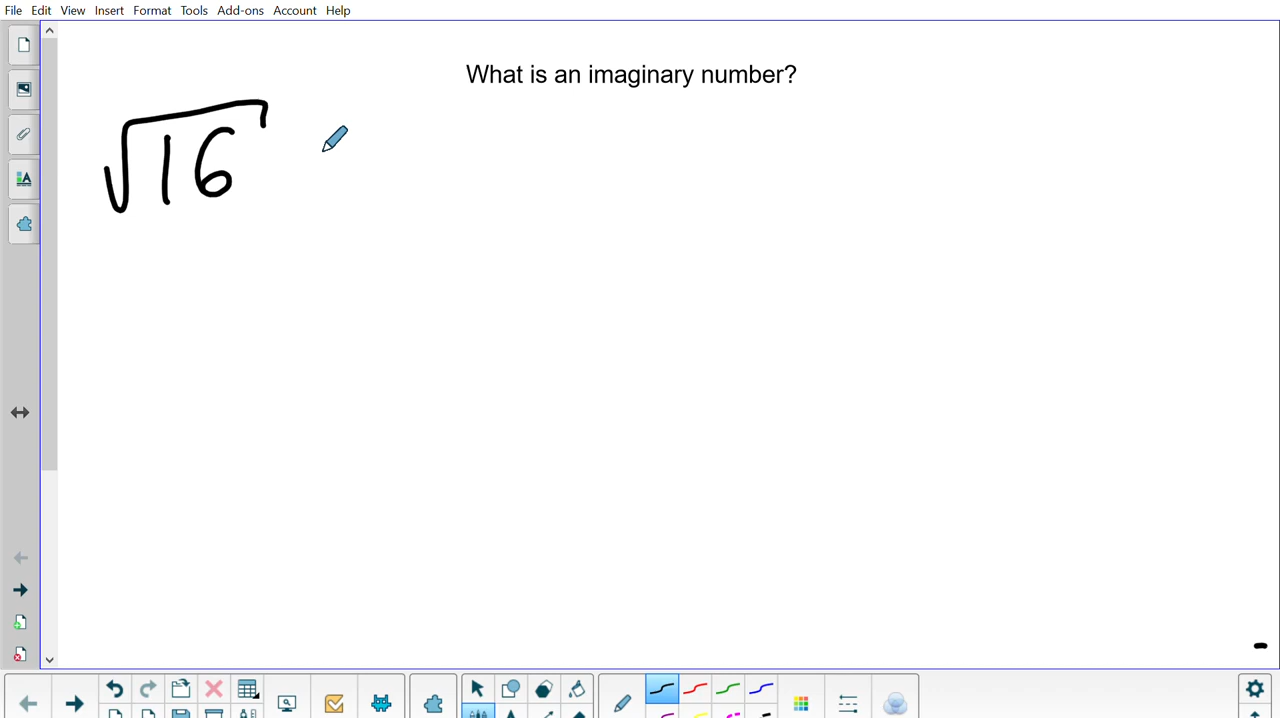 File Edit View Insert Format Tools Add-ons Account Help
What is an imaginary number?
√16